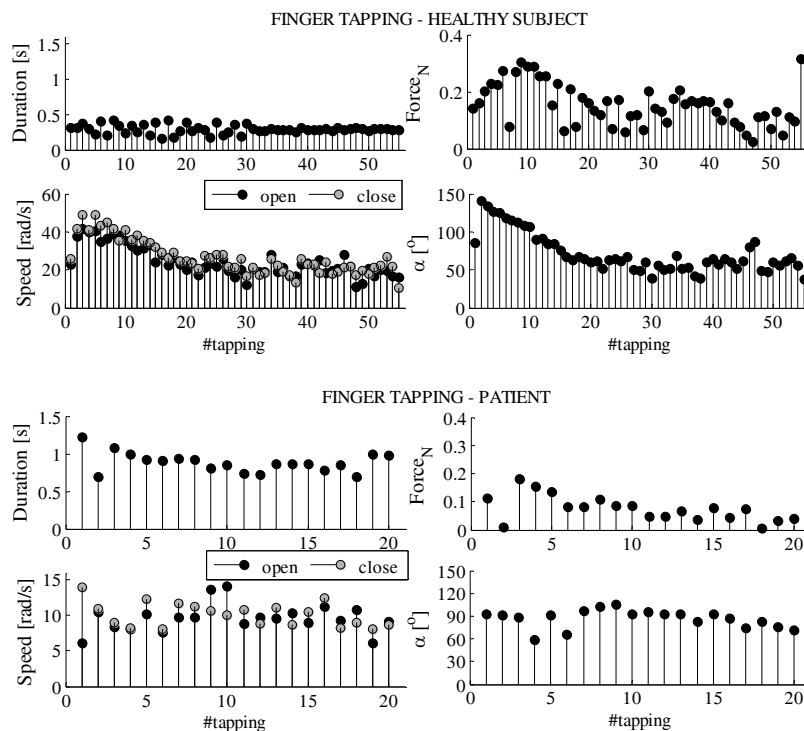 FINGER TAPPING - HEALTHY SUBJECT
Duration [s]
1.5
1
0.5
0
0 10 20 30 40 50
Force_N
0.4
0.2
0
0 10 20 30 40 50
open close
Speed [rad/s]
60
40
20
0
0 10 20 30 40 50
#tapping
α [°]
150
100
50
0
0 10 20 30 40 50
#tapping
FINGER TAPPING - PATIENT
Duration [s]
1.5
1
0.5
0
0 5 10 15 20
Force_N
0.4
0.3
0.2
0.1
0
0 5 10 15 20
open close
Speed [rad/s]
15
10
5
0
0 5 10 15 20
#tapping
α [°]
150
120
90
60
30
0
0 5 10 15 20
#tapping